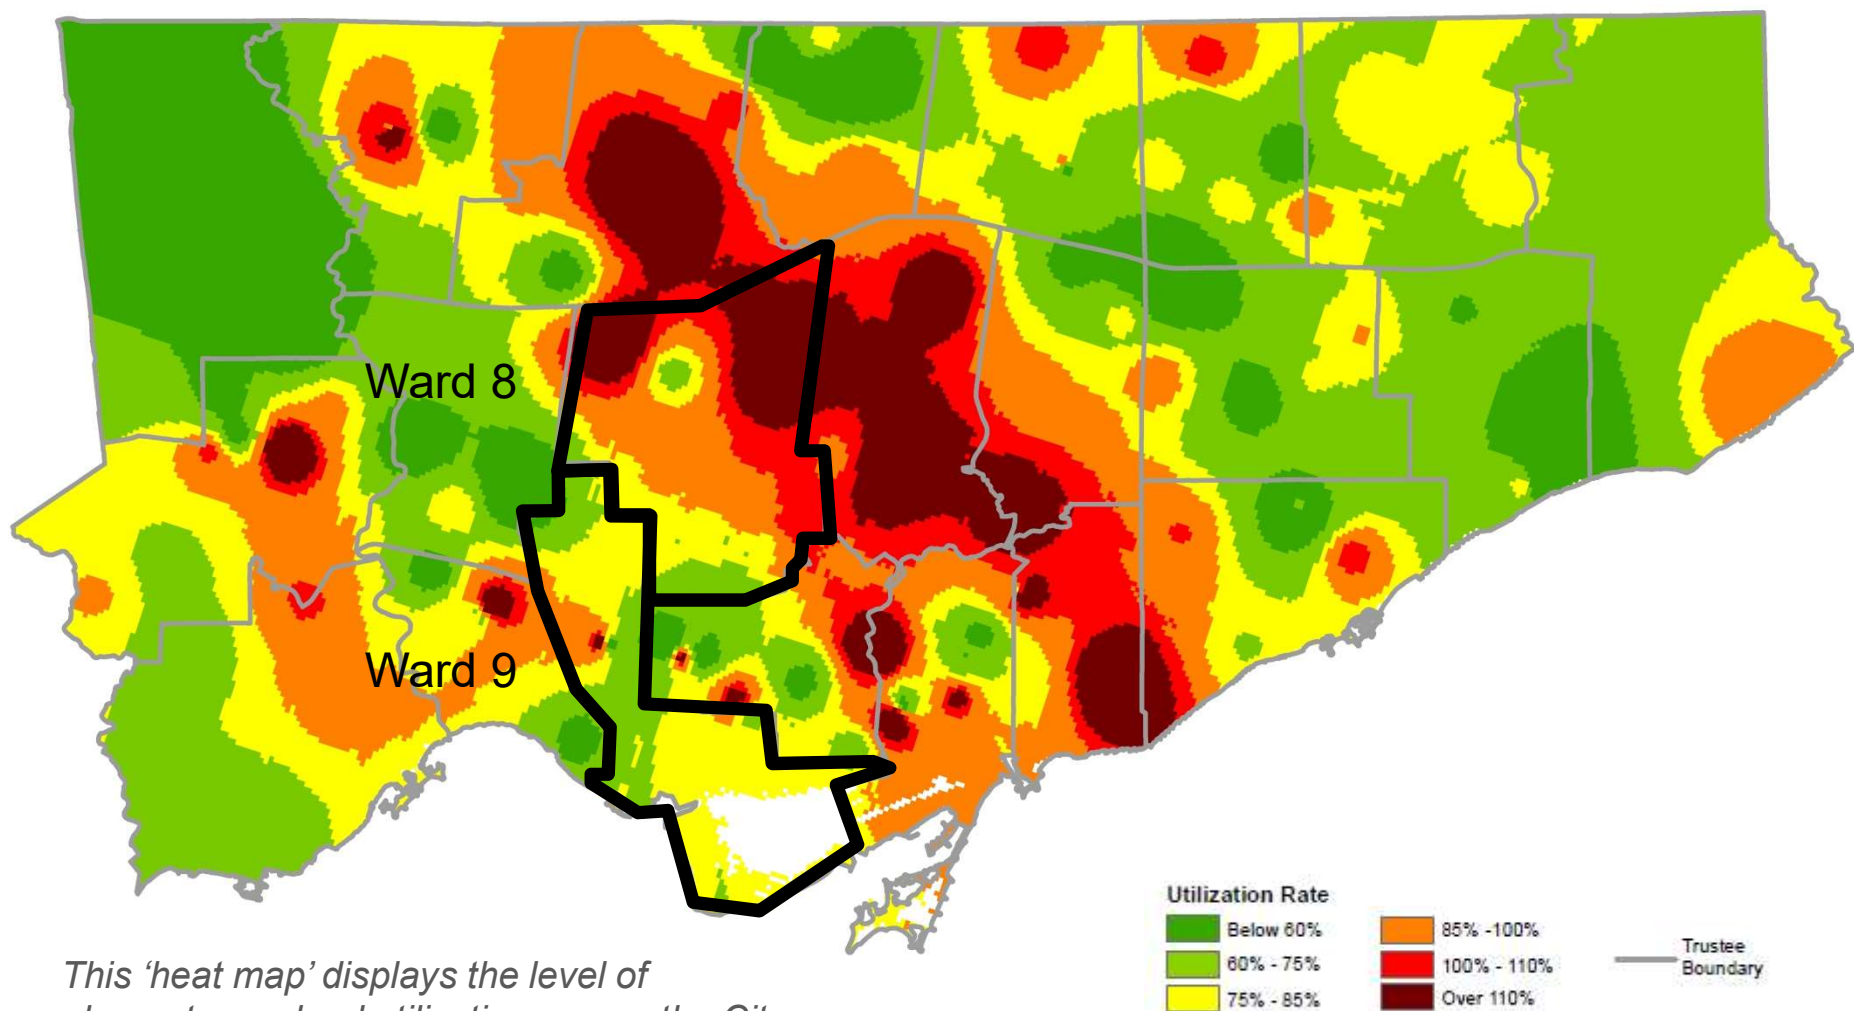 Ward 8
Ward 9
Utilization Rate
Below 60%
60% - 75%
75% - 85%
85% -100%
100% - 110%
Over 110%
Trustee
Boundary
This ‘heat map’ displays the level of